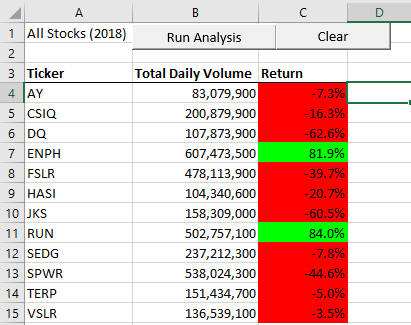 A B C D
1 All Stocks (2018) Run Analysis Clear
2
3 Ticker Total Daily Volume Return
4 AY 83,079,900 -7.3%
5 CSIQ 200,879,900 -16.3%
6 DQ 107,873,900 -62.6%
7 ENPH 607,473,500 81.9%
8 FSLR 478,113,900 -39.7%
9 HASI 104,340,600 -20.7%
10 JKS 158,309,000 -60.5%
11 RUN 502,757,100 84.0%
12 SEDG 237,212,300 -7.8%
13 SPWR 538,024,300 -44.6%
14 TERP 151,434,700 -5.0%
15 VSLR 136,539,100 -3.5%